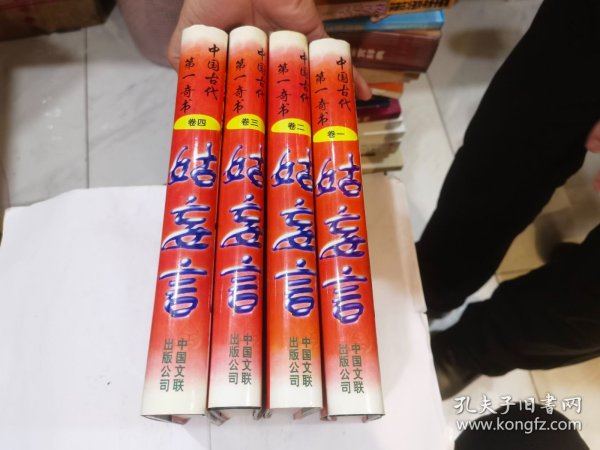 中国古代
第一奇书
卷四
姑妄言
中国文联
出版公司
中国古代
第一奇书
卷三
姑妄言
中国文联
出版公司
中国古代
第一奇书
卷二
姑妄言
中国文联
出版公司
中国古代
第一奇书
卷一
姑妄言
中国文联
出版公司
孔夫子旧书网
www.kongfz.com